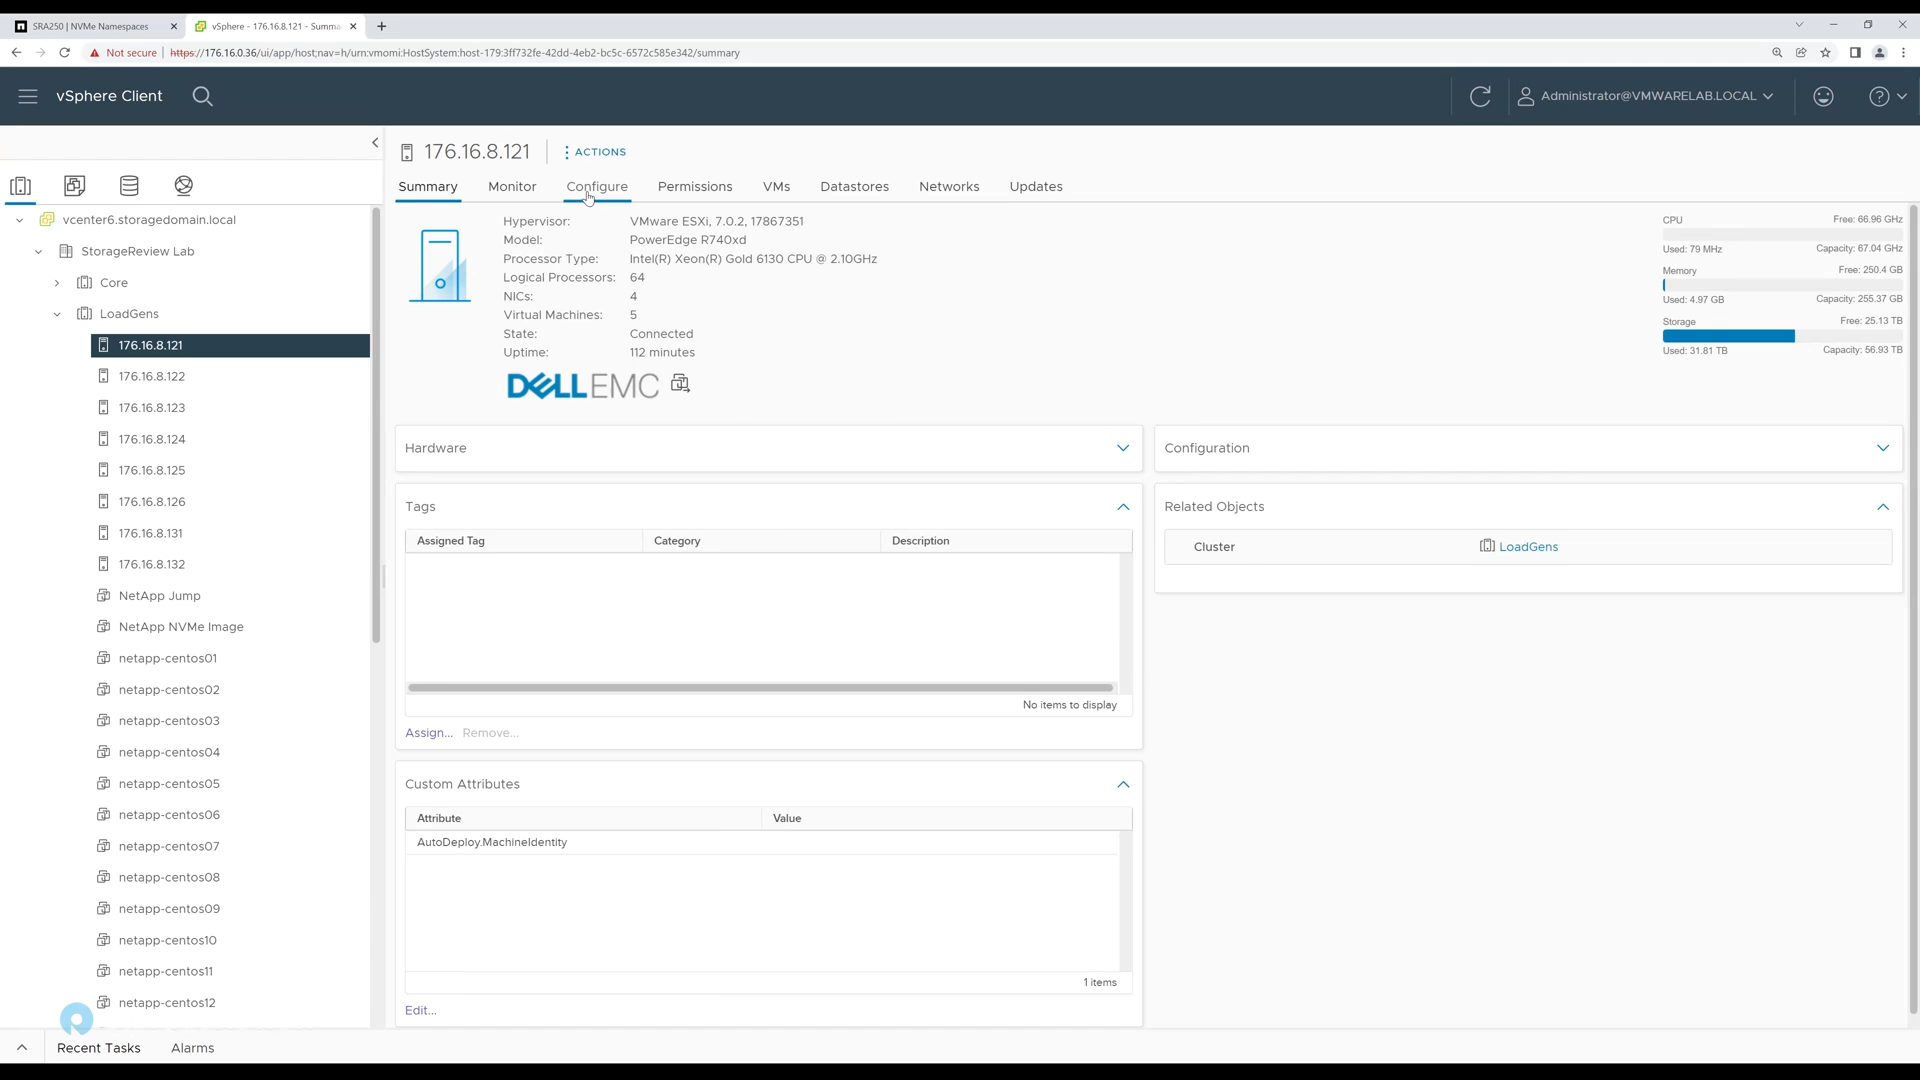 SRA250 | NVMe Namespaces
vSphere - 176.16.8.121 - Summa
Not secure
https://176.16.0.36/ui/app/host;nav=h/urn:vmomi:HostSystem:host-179:3ff732fe-42dd-4eb2-bc5c-6572c585e342/summary
vSphere Client
Administrator@VMWARELAB.LOCAL
176.16.8.121
ACTIONS
Summary
Monitor
Configure
Permissions
VMs
Datastores
Networks
Updates
vcenter6.storagedomain.local
StorageReview Lab
Core
LoadGens
176.16.8.121
176.16.8.122
176.16.8.123
176.16.8.124
176.16.8.125
176.16.8.126
176.16.8.131
176.16.8.132
NetApp Jump
NetApp NVMe Image
netapp-centos01
netapp-centos02
netapp-centos03
netapp-centos04
netapp-centos05
netapp-centos06
netapp-centos07
netapp-centos08
netapp-centos09
netapp-centos10
netapp-centos11
netapp-centos12
Hypervisor: VMware ESXi, 7.0.2, 17867351
Model: PowerEdge R740xd
Processor Type: Intel(R) Xeon(R) Gold 6130 CPU @ 2.10GHz
Logical Processors: 64
NICs: 4
Virtual Machines: 5
State: Connected
Uptime: 112 minutes
DELLEMC
CPU Free: 66.96 GHz
Used: 79 MHz Capacity: 67.04 GHz
Memory Free: 250.4 GB
Used: 4.97 GB Capacity: 255.37 GB
Storage Free: 25.13 TB
Used: 31.81 TB Capacity: 56.93 TB
Hardware
Configuration
Tags
Assigned Tag Category Description
No items to display
Assign... Remove...
Related Objects
Cluster LoadGens
Custom Attributes
Attribute Value
AutoDeploy.MachineIdentity
1 items
Edit...
Recent Tasks Alarms